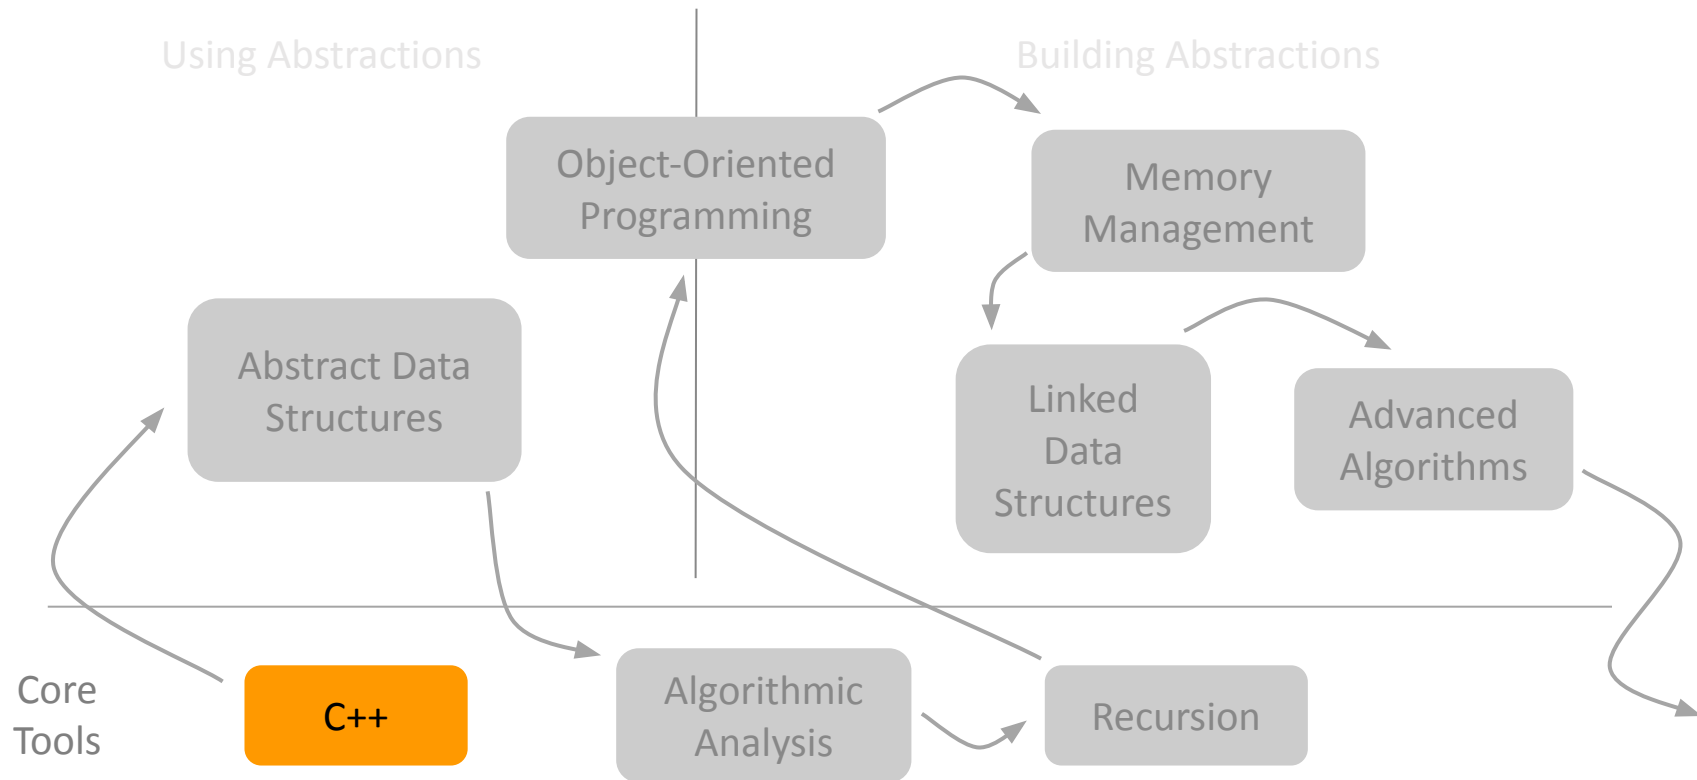 Using Abstractions
Building Abstractions
Object-Oriented
Programming
Memory
Management
Abstract Data
Structures
Linked
Data
Structures
Advanced
Algorithms
Core
Tools
C++
Algorithmic
Analysis
Recursion